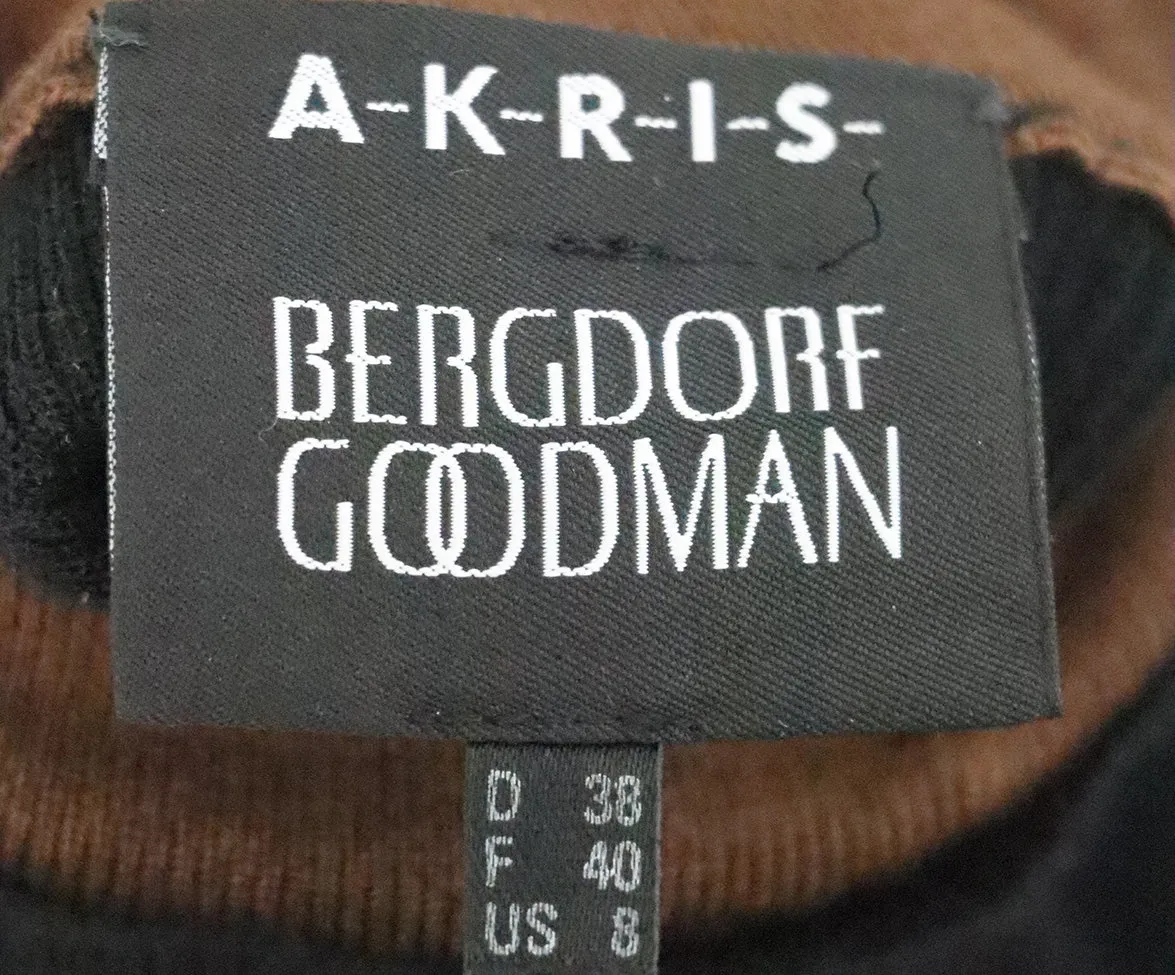 A-K-R-I-S-
BERGDORF
GOODMAN
D 38
F 40
US 8